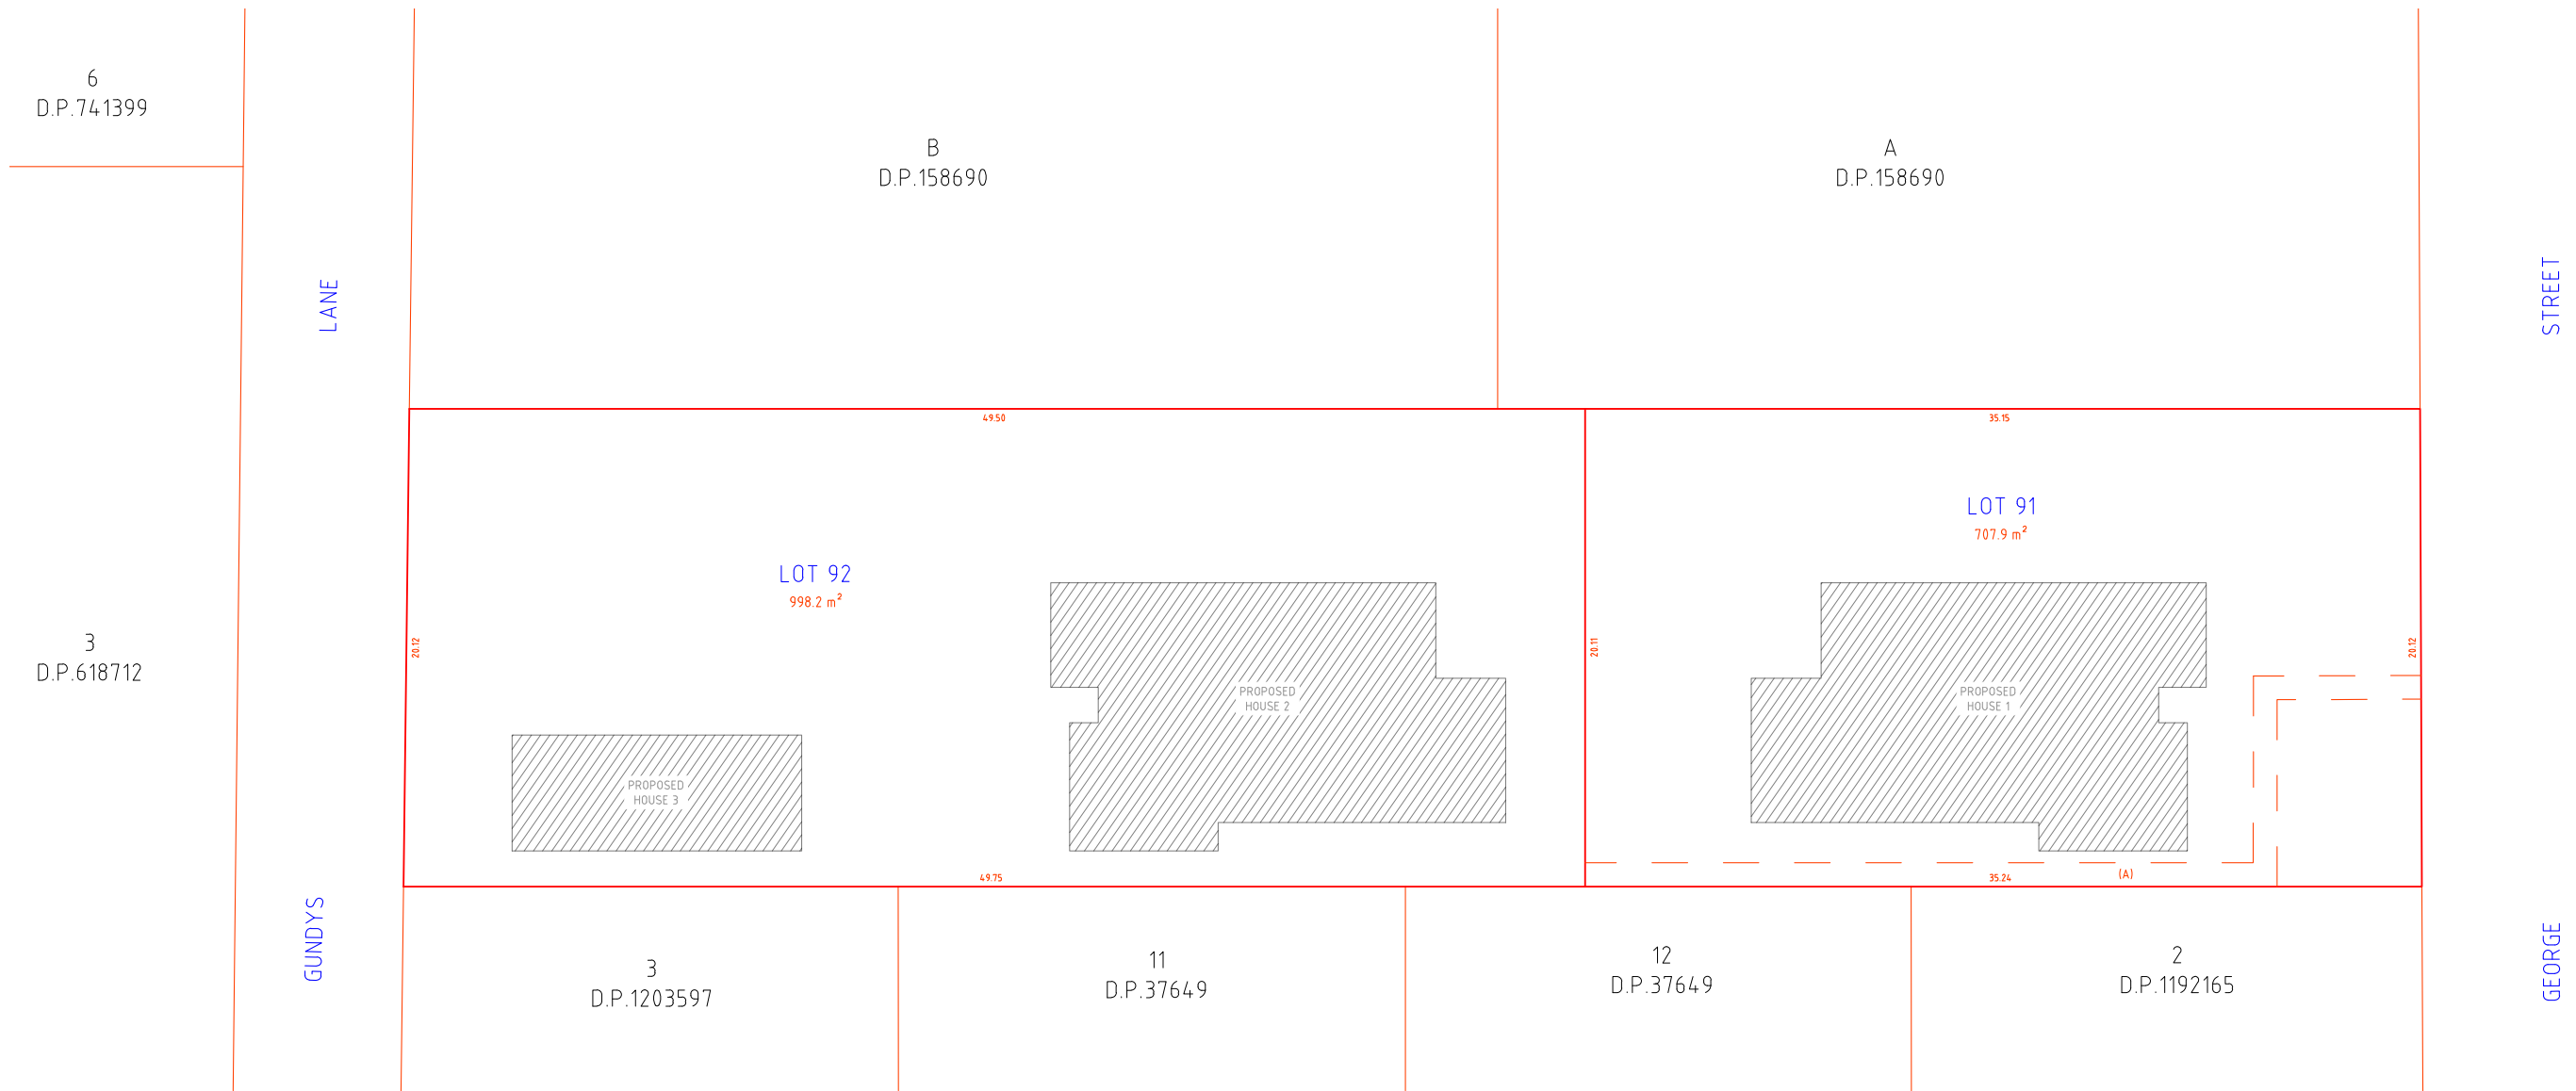 6
D.P.741399
B
D.P.158690
A
D.P.158690
LANE
STREET
49.50
35.15
LOT 91
707.9 m²
LOT 92
998.2 m²
20.12
20.11
20.12
3
D.P.618712
PROPOSED
HOUSE 2
PROPOSED
HOUSE 1
PROPOSED
HOUSE 3
49.75
35.24
(A)
GUNDYS
GEORGE
3
D.P.1203597
11
D.P.37649
12
D.P.37649
2
D.P.1192165